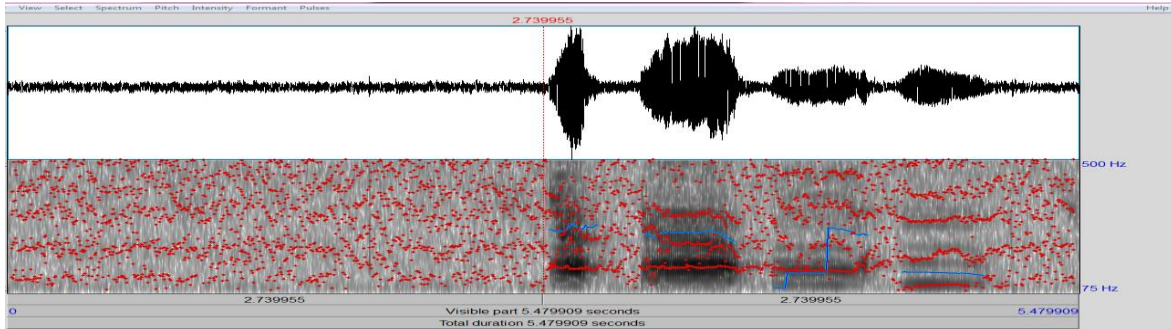 View Select Spectrum Pitch Intensity Formant Pulses Help
2.739955
500 Hz
75 Hz
2.739955 2.739955
0 Visible part 5.479909 seconds 5.479909
Total duration 5.479909 seconds